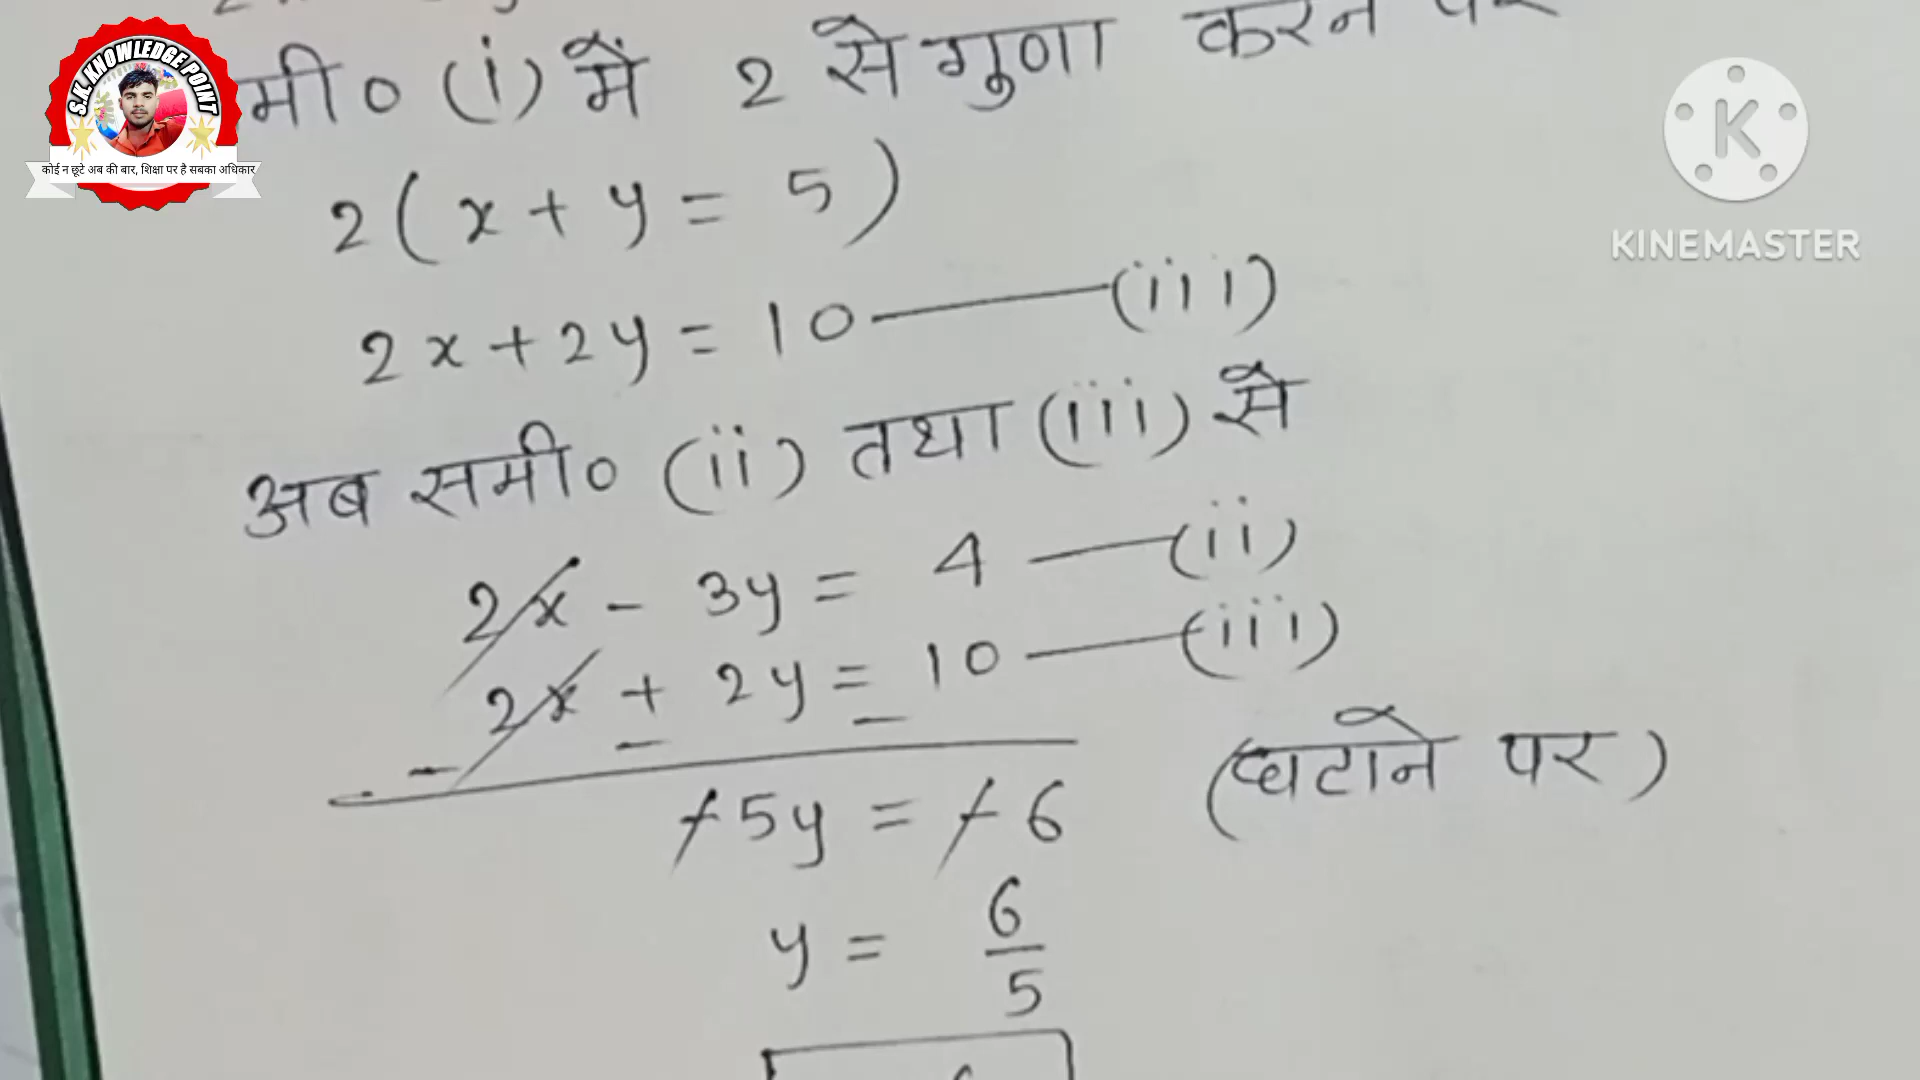 S.K. KNOWLEDGE POINT
कोई न छूटे अब की बार, शिक्षा पर है सबका अधिकार
K
KINEMASTER
मी० (i) में 2 से गुणा करने पर
2(x + y = 5)
2x + 2y = 10 — (iii)
अब समी० (ii) तथा (iii) से
2x - 3y = 4 — (ii)
2x + 2y = 10 — (iii)
- - -
(घटाने पर)
-5y = -6
y = 6/5